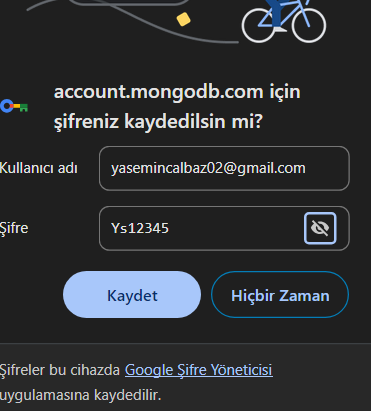 account.mongodb.com için
şifreniz kaydedilsin mi?
Kullanıcı adı yasemincalbaz02@gmail.com
Şifre Ys12345
Kaydet Hiçbir Zaman
Şifreler bu cihazda Google Şifre Yöneticisi
uygulamasına kaydedilir.